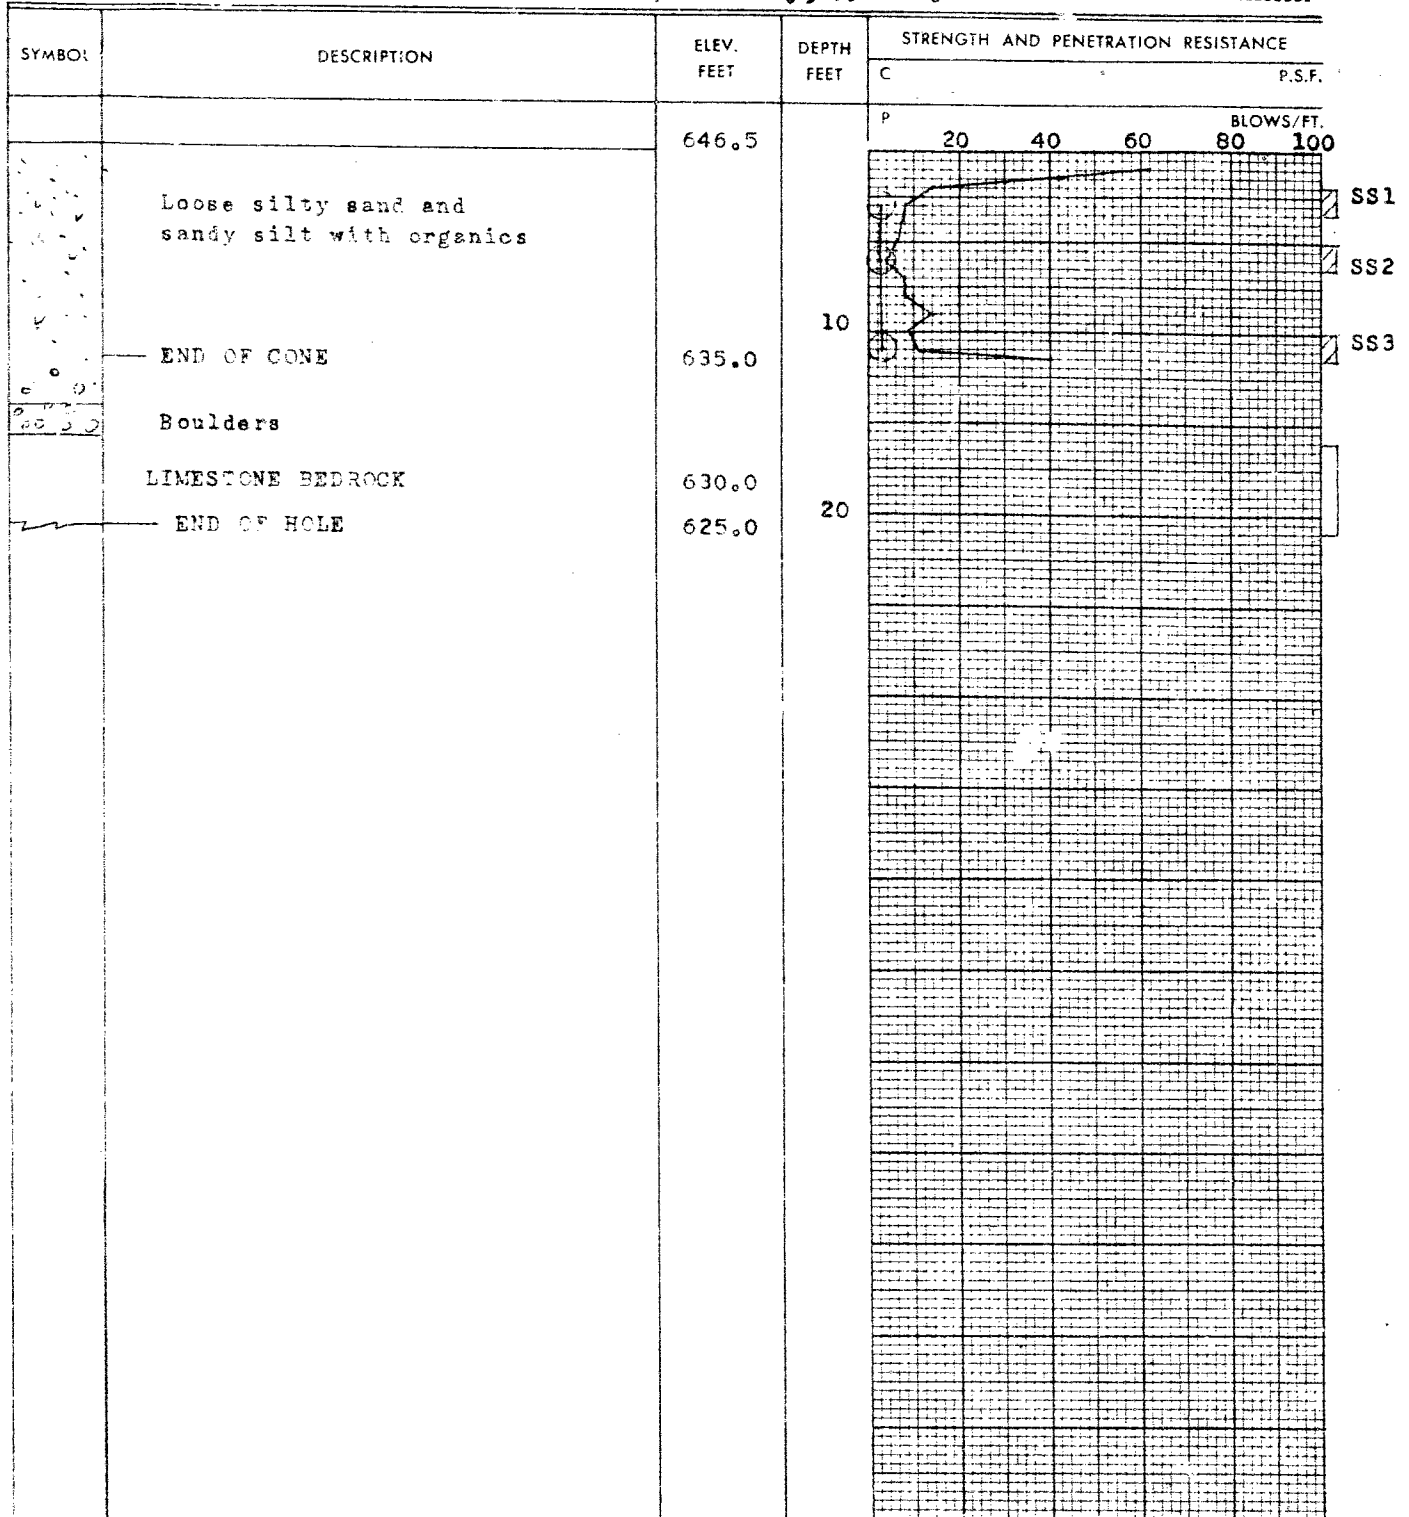 SYMBOL
DESCRIPTION
ELEV.
FEET
DEPTH
FEET
STRENGTH AND PENETRATION RESISTANCE
C P.S.F.
P BLOWS/FT.
20 40 60 80 100
646.5
Loose silty sand and
sandy silt with organics
SS1
SS2
10
SS3
END OF CONE 635.0
Boulders
LIMESTONE BEDROCK 630.0
20
END OF HOLE 625.0